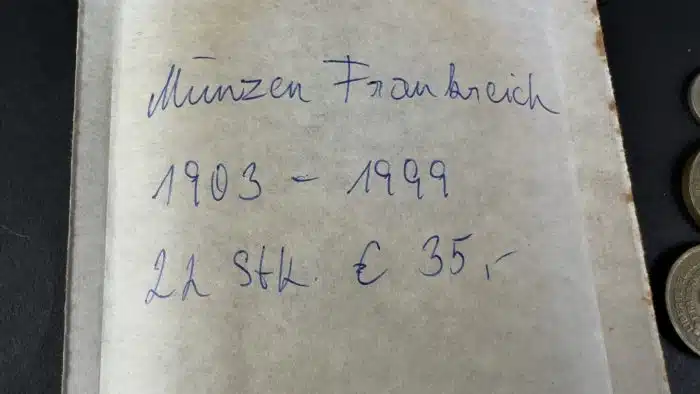 Münzen Frankreich
1903 - 1999
22 Stk. € 35,-